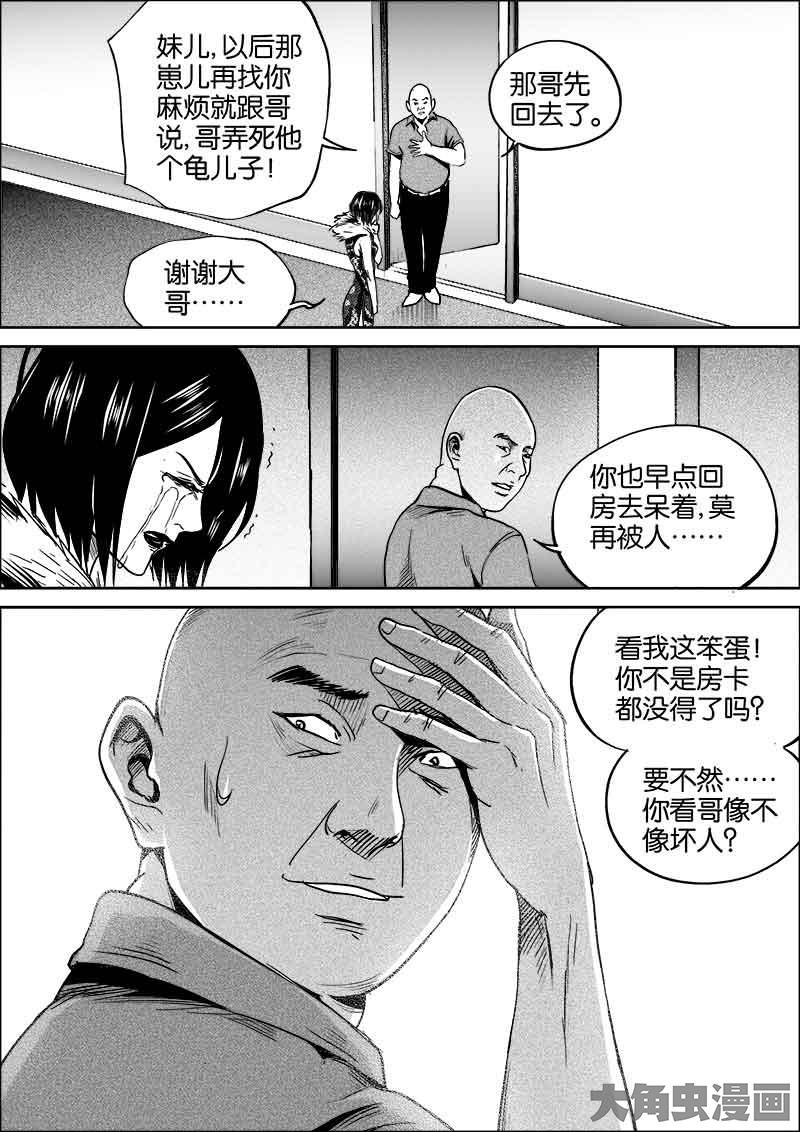 妹儿，以后那
崽儿再找你
麻烦就跟哥
说，哥弄死他
个龟儿子！
那哥先
回去了。
谢谢大
哥……
你也早点回
房去呆着，莫
再被人……
看我这笨蛋！
你不是房卡
都没得了吗？
要不然……
你看哥像不
像坏人？
大角虫漫画